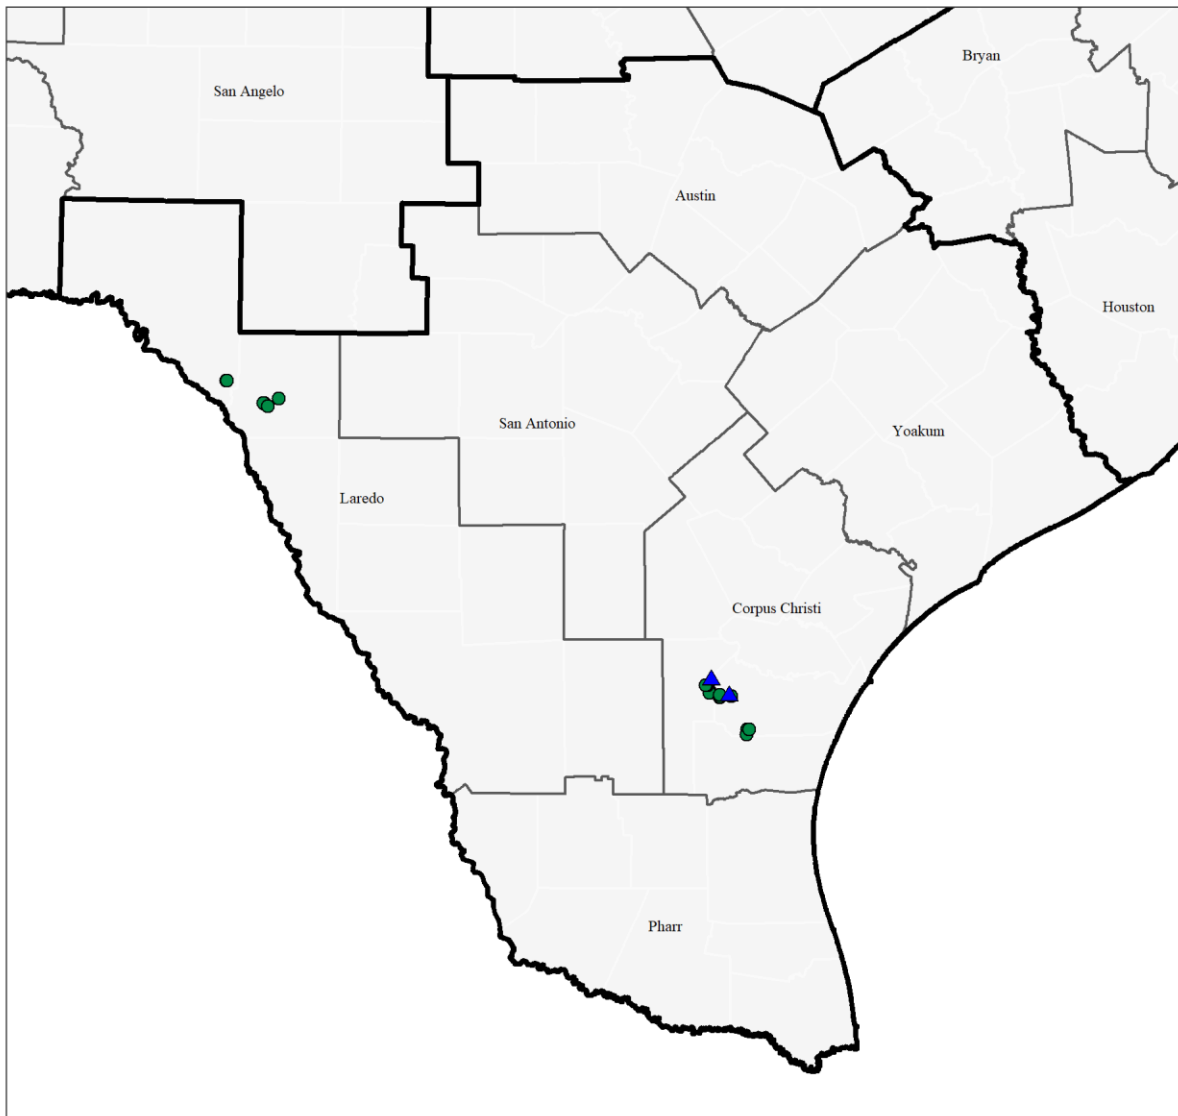 Bryan
San Angelo
Austin
Houston
San Antonio
Yoakum
Laredo
Corpus Christi
Pharr